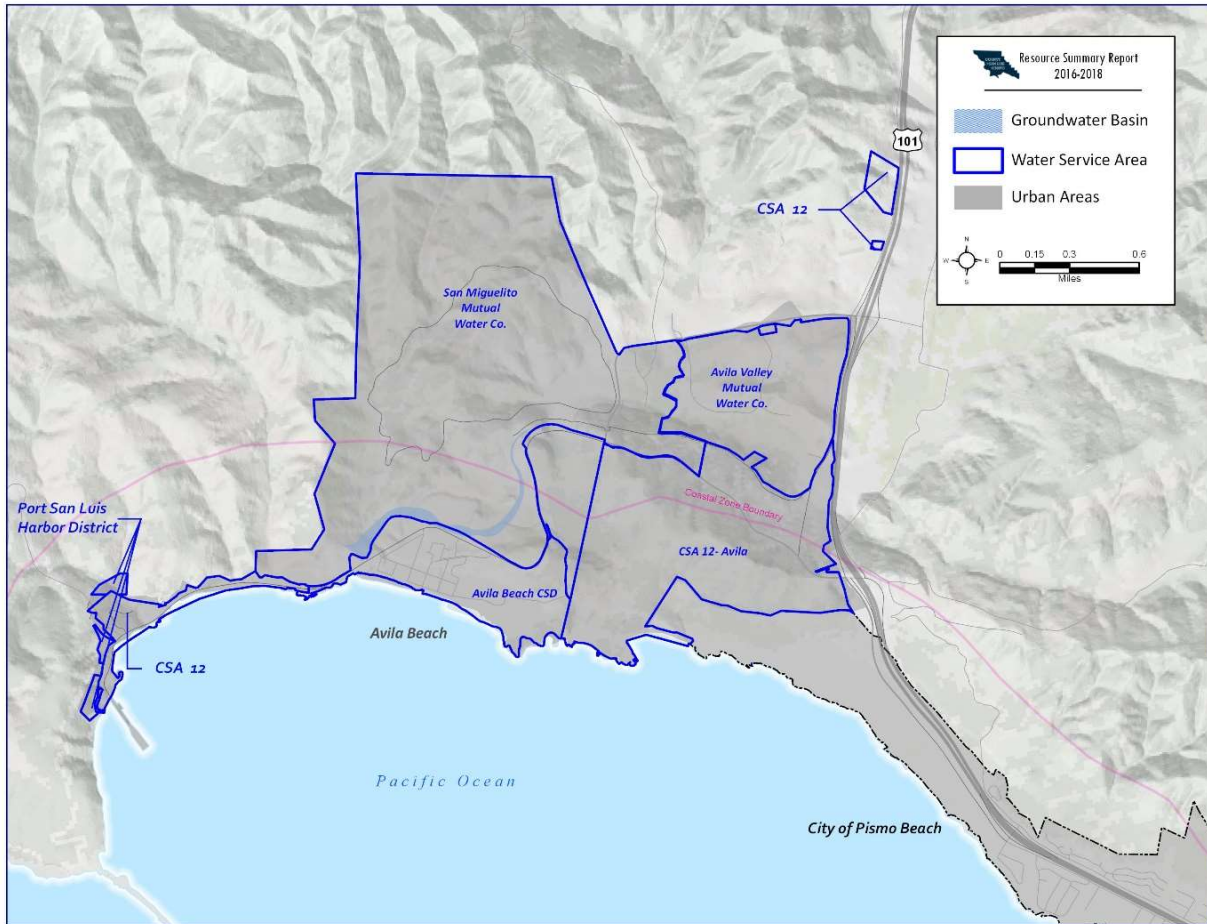 Resource Summary Report
2016-2018
Groundwater Basin
Water Service Area
Urban Areas
N
W
E
S
0
0.15
0.3
0.6
Miles
101
CSA 12
San Miguelito
Mutual
Water Co.
Avila Valley
Mutual
Water Co.
Port San Luis
Harbor District
Coastal Zone Boundary
CSA 12- Avila
Avila Beach CSD
Avila Beach
CSA 12
Pacific Ocean
City of Pismo Beach